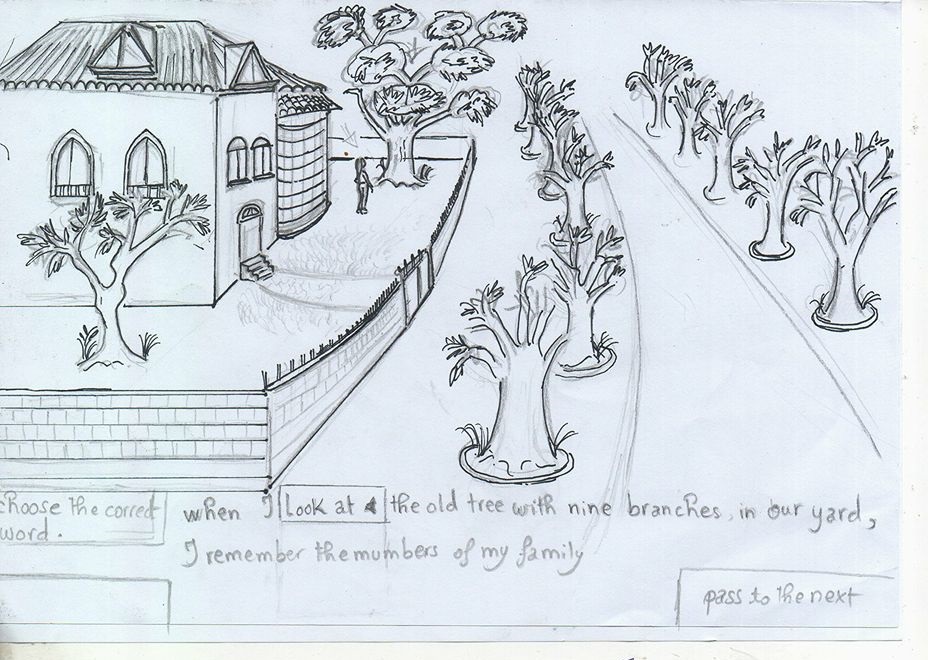 choose the correct
word.
when I Look at the old tree with nine branches, in our yard,
I remember the mumbers of my family
pass to the next